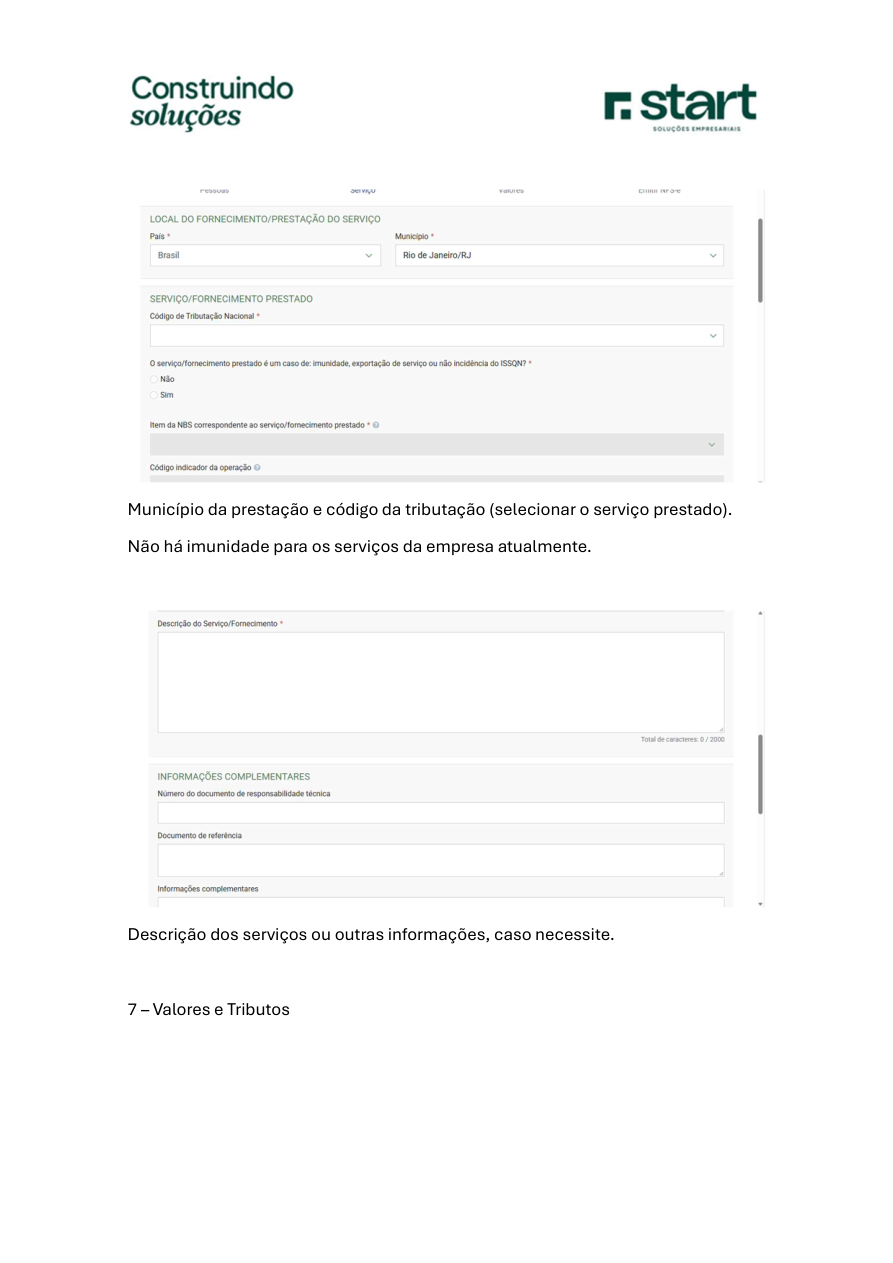 Construindo
soluções
start
SOLUÇÕES EMPRESARIAIS
Pessoas Serviço Valores Emitir NFS-e
LOCAL DO FORNECIMENTO/PRESTAÇÃO DO SERVIÇO
País * Município *
Brasil Rio de Janeiro/RJ
SERVIÇO/FORNECIMENTO PRESTADO
Código de Tributação Nacional *
O serviço/fornecimento prestado é um caso de: imunidade, exportação de serviço ou não incidência do ISSQN? *
Não
Sim
Item da NBS correspondente ao serviço/fornecimento prestado *
Código indicador da operação
Município da prestação e código da tributação (selecionar o serviço prestado).
Não há imunidade para os serviços da empresa atualmente.
Descrição do Serviço/Fornecimento *
Total de caracteres: 0 / 2000
INFORMAÇÕES COMPLEMENTARES
Número do documento de responsabilidade técnica
Documento de referência
Informações complementares
Descrição dos serviços ou outras informações, caso necessite.
7 – Valores e Tributos